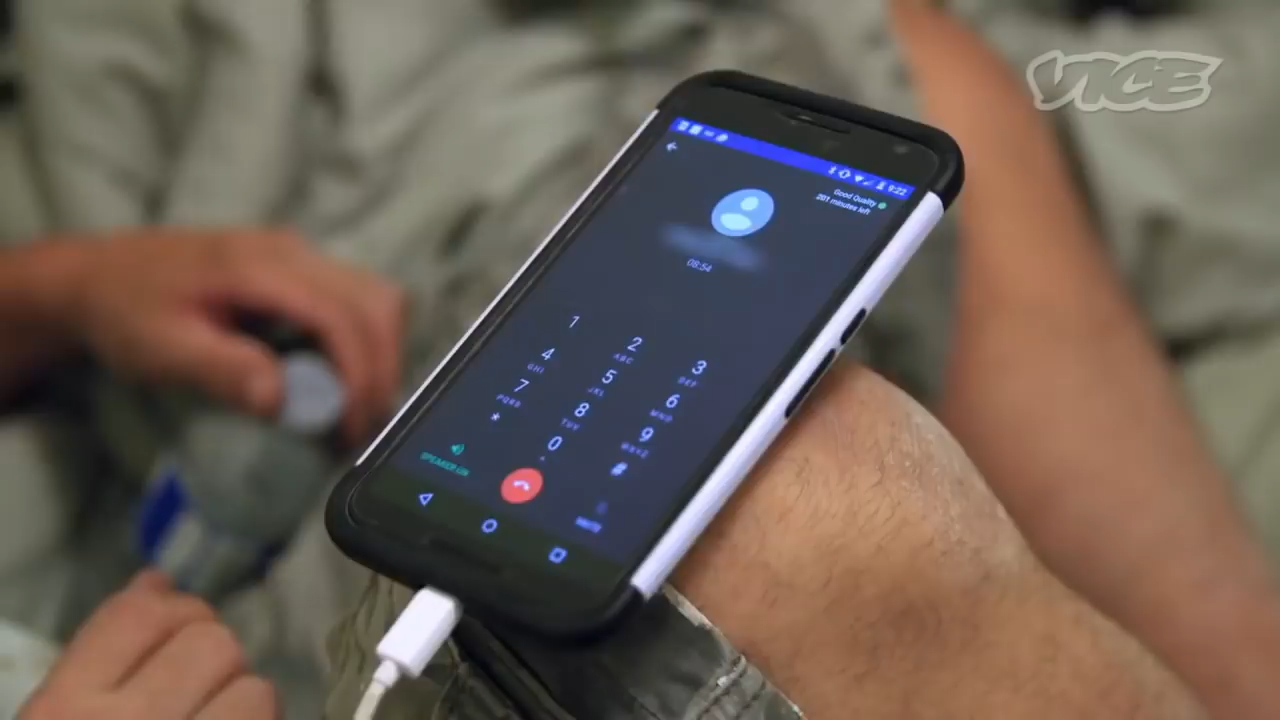 VICE
9:22
Good Quality
201 minutes left
08:54
1
2
ABC
3
DEF
4
GHI
5
JKL
6
MNO
7
PQRS
8
TUV
9
WXYZ
*
0
#
SPEAKER ON
MUTE